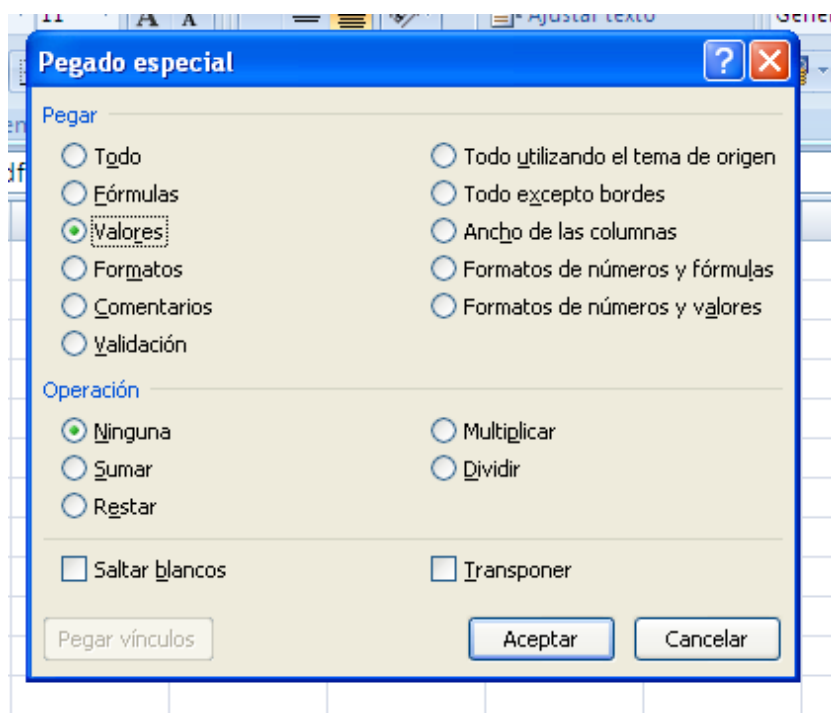 11 A A Ajustar texto Gener
Pegado especial
Pegar
Todo
Fórmulas
Valores
Formatos
Comentarios
Validación
Todo utilizando el tema de origen
Todo excepto bordes
Ancho de las columnas
Formatos de números y fórmulas
Formatos de números y valores
Operación
Ninguna
Sumar
Restar
Multiplicar
Dividir
Saltar blancos
Transponer
Pegar vínculos
Aceptar
Cancelar